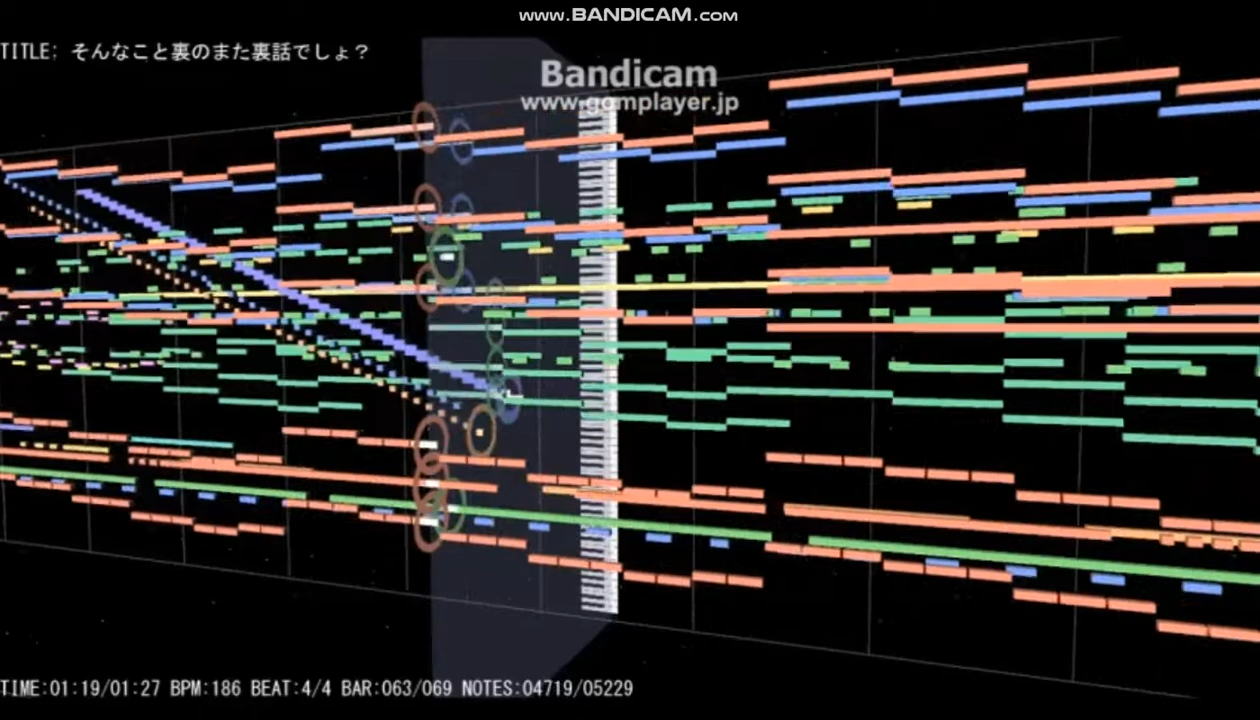 www.BANDICAM.com
TITLE: そんなこと裏のまた裏話でしょ？
Bandicam
www.gomplayer.jp
TIME:01:19/01:27 BPM:186 BEAT:4/4 BAR:063/069 NOTES:04719/05229